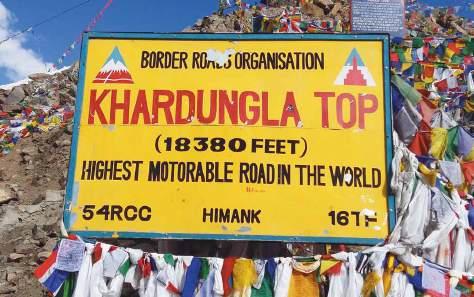 BORDER ROADS ORGANISATION
KHARDUNGLA TOP
(18380 FEET)
HIGHEST MOTORABLE ROAD IN THE WORLD
54RCC HIMANK 16TF